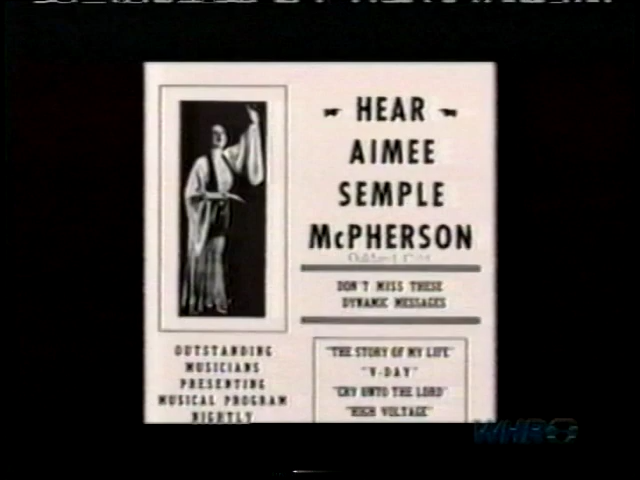 HEAR
AIMEE
SEMPLE
McPHERSON
DON'T MISS THESE
DYNAMIC MESSAGES
OUTSTANDING
MUSICIANS
PRESENTING
MUSICAL PROGRAM
NIGHTLY
"THE STORY OF MY LIFE"
"V-DAY"
"CRY UNTO THE LORD"
"HIGH VOLTAGE"
WHRO